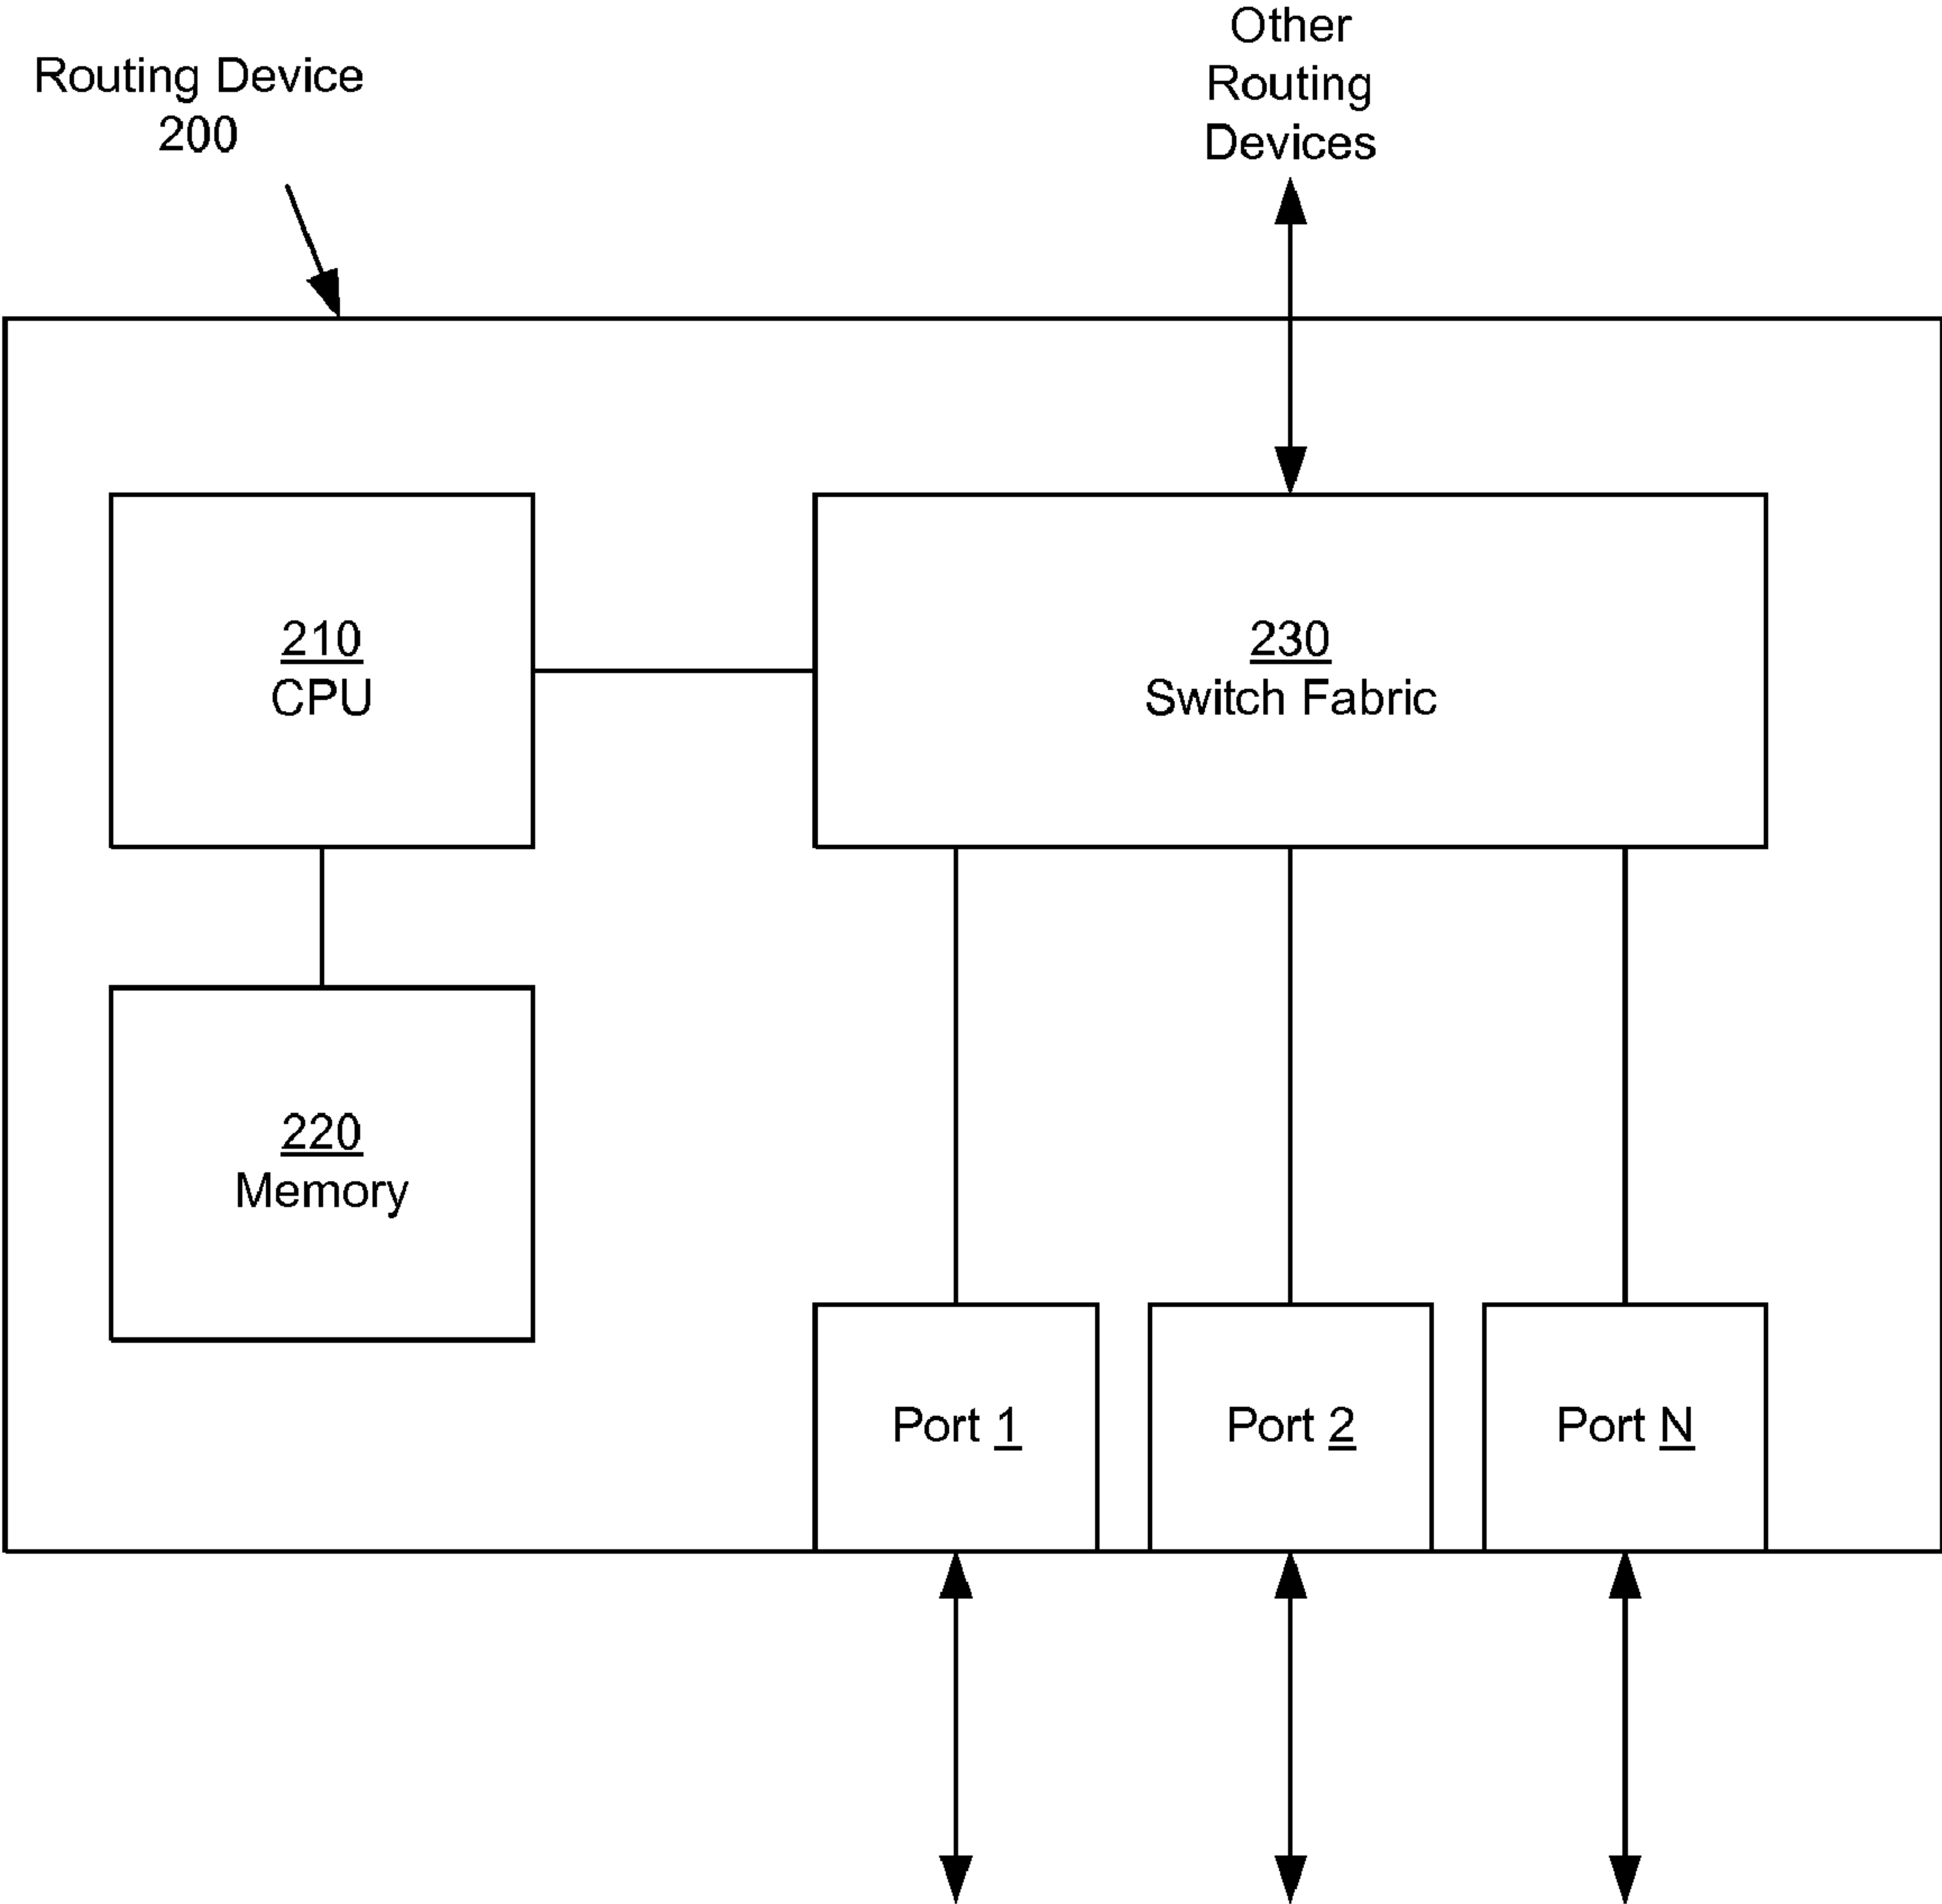 Routing Device
200
Other
Routing
Devices
210
CPU
230
Switch Fabric
220
Memory
Port 1
Port 2
Port N